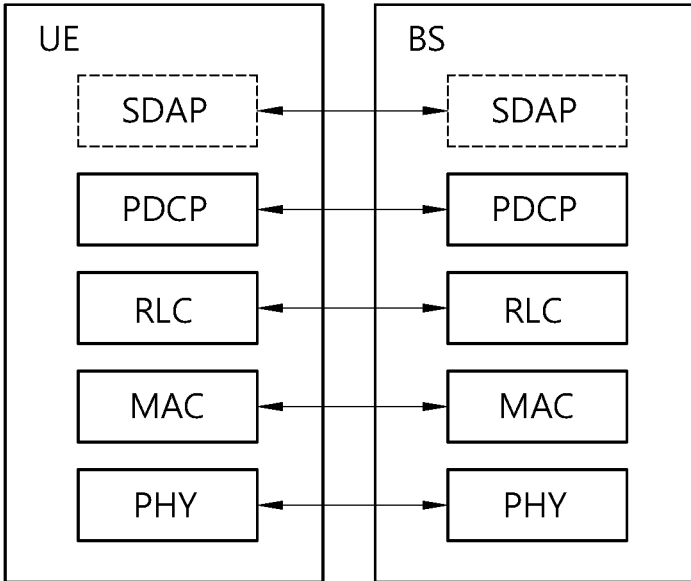 UE BS
SDAP SDAP
PDCP PDCP
RLC RLC
MAC MAC
PHY PHY